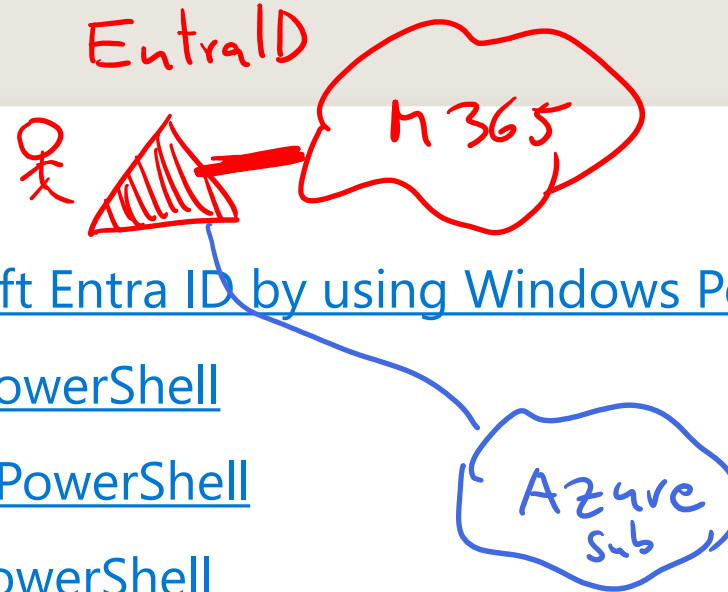 EntraID
M365
ft Entra ID by using Windows P
owerShell
PowerShell
Azure
sub
owerShell